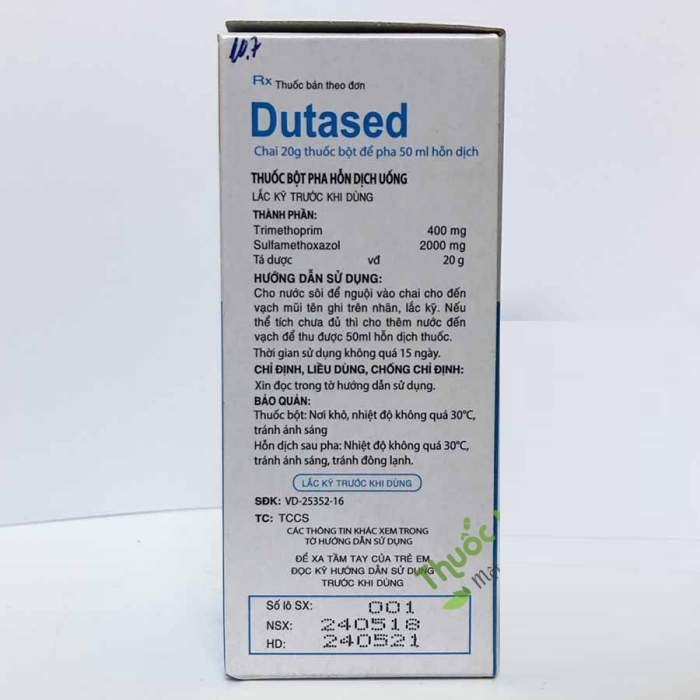 10.7
Rx Thuốc bán theo đơn
Dutased
Chai 20g thuốc bột để pha 50 ml hỗn dịch
THUỐC BỘT PHA HỖN DỊCH UỐNG
LẮC KỸ TRƯỚC KHI DÙNG
THÀNH PHẦN:
Trimethoprim 400 mg
Sulfamethoxazol 2000 mg
Tá dược vđ 20 g
HƯỚNG DẪN SỬ DỤNG:
Cho nước sôi để nguội vào chai cho đến
vạch mũi tên ghi trên nhãn, lắc kỹ. Nếu
thể tích chưa đủ thì cho thêm nước đến
vạch để thu được 50ml hỗn dịch thuốc.
Thời gian sử dụng không quá 15 ngày.
CHỈ ĐỊNH, LIỀU DÙNG, CHỐNG CHỈ ĐỊNH:
Xin đọc trong tờ hướng dẫn sử dụng.
BẢO QUẢN:
Thuốc bột: Nơi khô, nhiệt độ không quá 30°C,
tránh ánh sáng
Hỗn dịch sau pha: Nhiệt độ không quá 30°C,
tránh ánh sáng, tránh đông lạnh.
LẮC KỸ TRƯỚC KHI DÙNG
SĐK: VD-25352-16
TC: TCCS
CÁC THÔNG TIN KHÁC XEM TRONG
TỜ HƯỚNG DẪN SỬ DỤNG
ĐỂ XA TẦM TAY CỦA TRẺ EM
ĐỌC KỸ HƯỚNG DẪN SỬ DỤNG
TRƯỚC KHI DÙNG
Thuốc
Số lô SX: 001
NSX: 240518
HD: 240521